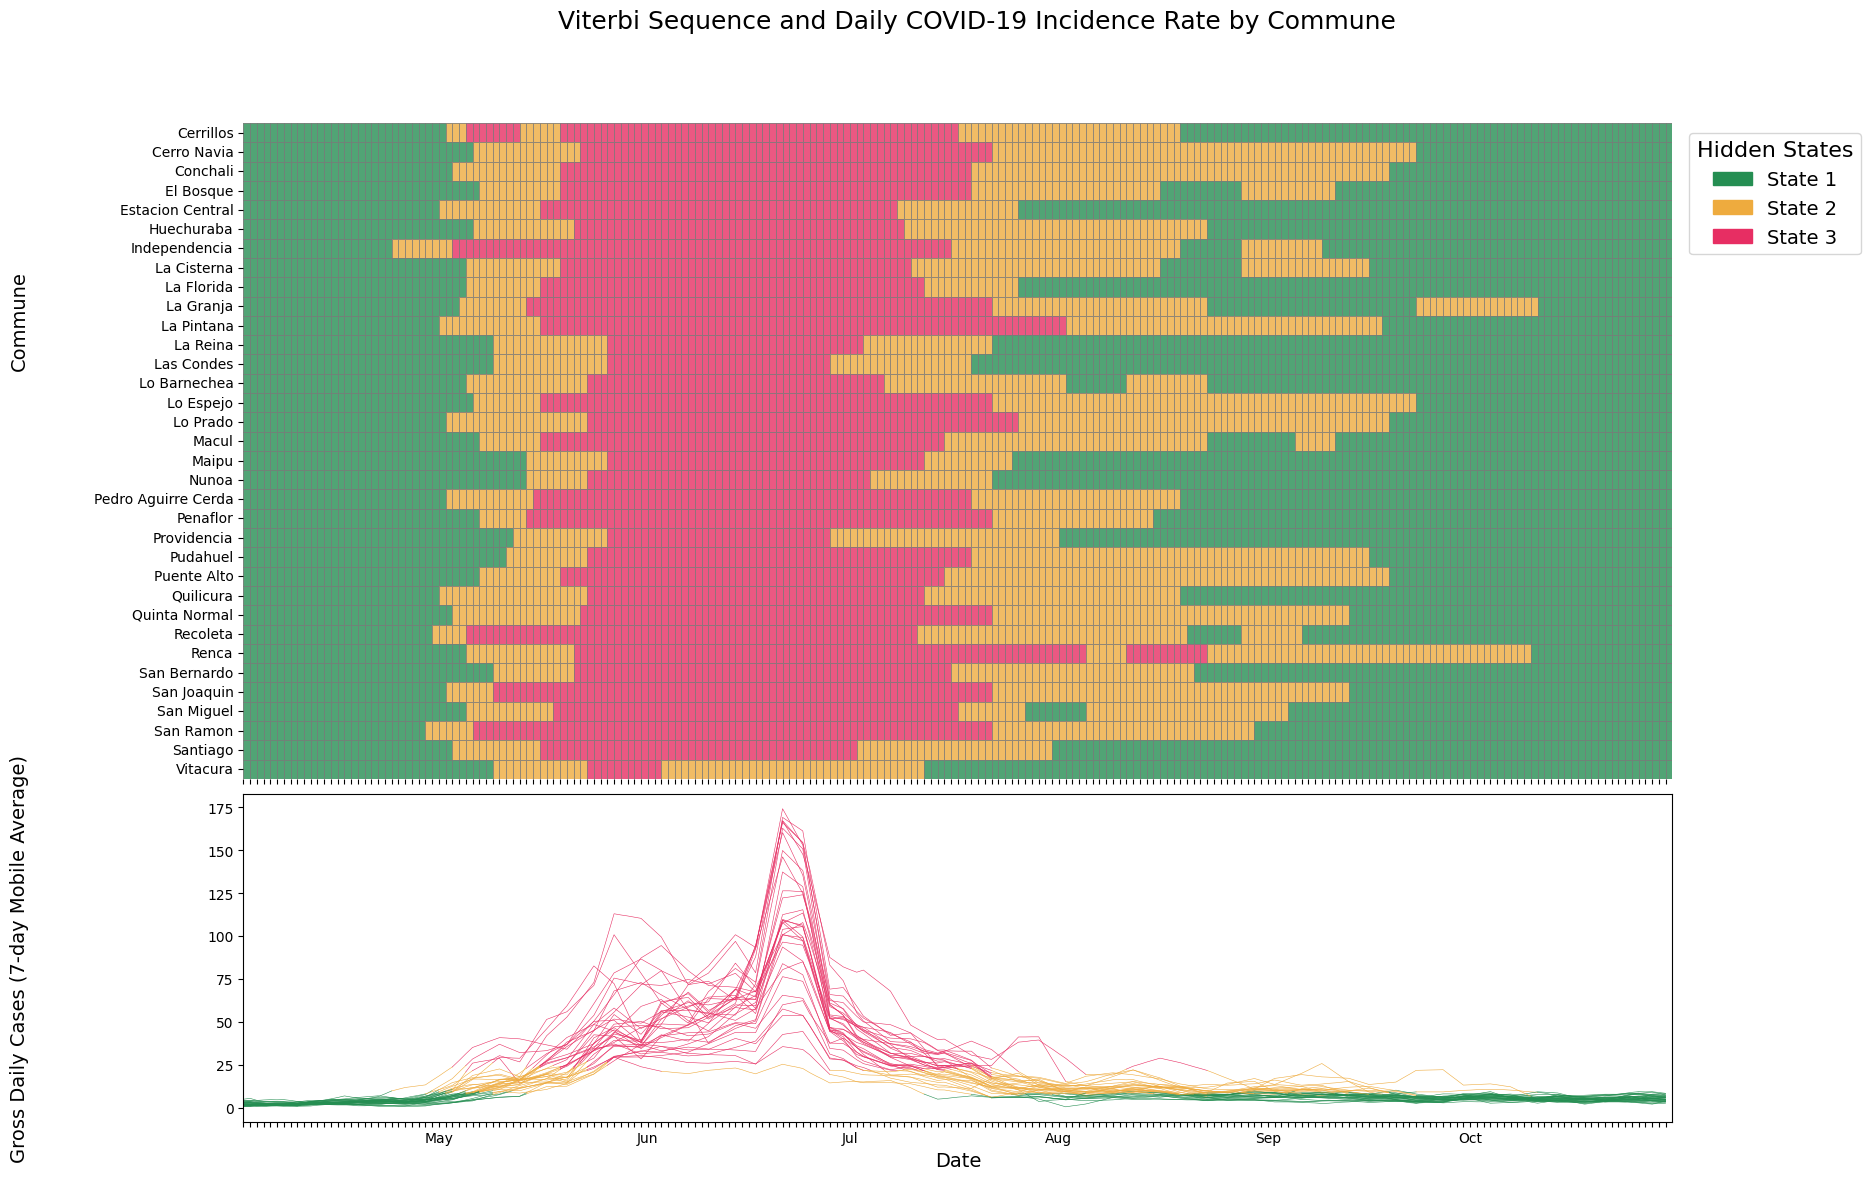 Viterbi Sequence and Daily COVID-19 Incidence Rate by Commune
Commune
Cerrillos
Cerro Navia
Conchali
El Bosque
Estacion Central
Huechuraba
Independencia
La Cisterna
La Florida
La Granja
La Pintana
La Reina
Las Condes
Lo Barnechea
Lo Espejo
Lo Prado
Macul
Maipu
Nunoa
Pedro Aguirre Cerda
Penaflor
Providencia
Pudahuel
Puente Alto
Quilicura
Quinta Normal
Recoleta
Renca
San Bernardo
San Joaquin
San Miguel
San Ramon
Santiago
Vitacura
Hidden States
State 1
State 2
State 3
Gross Daily Cases (7-day Mobile Average)
175
150
125
100
75
50
25
0
May Jun Jul Aug Sep Oct
Date